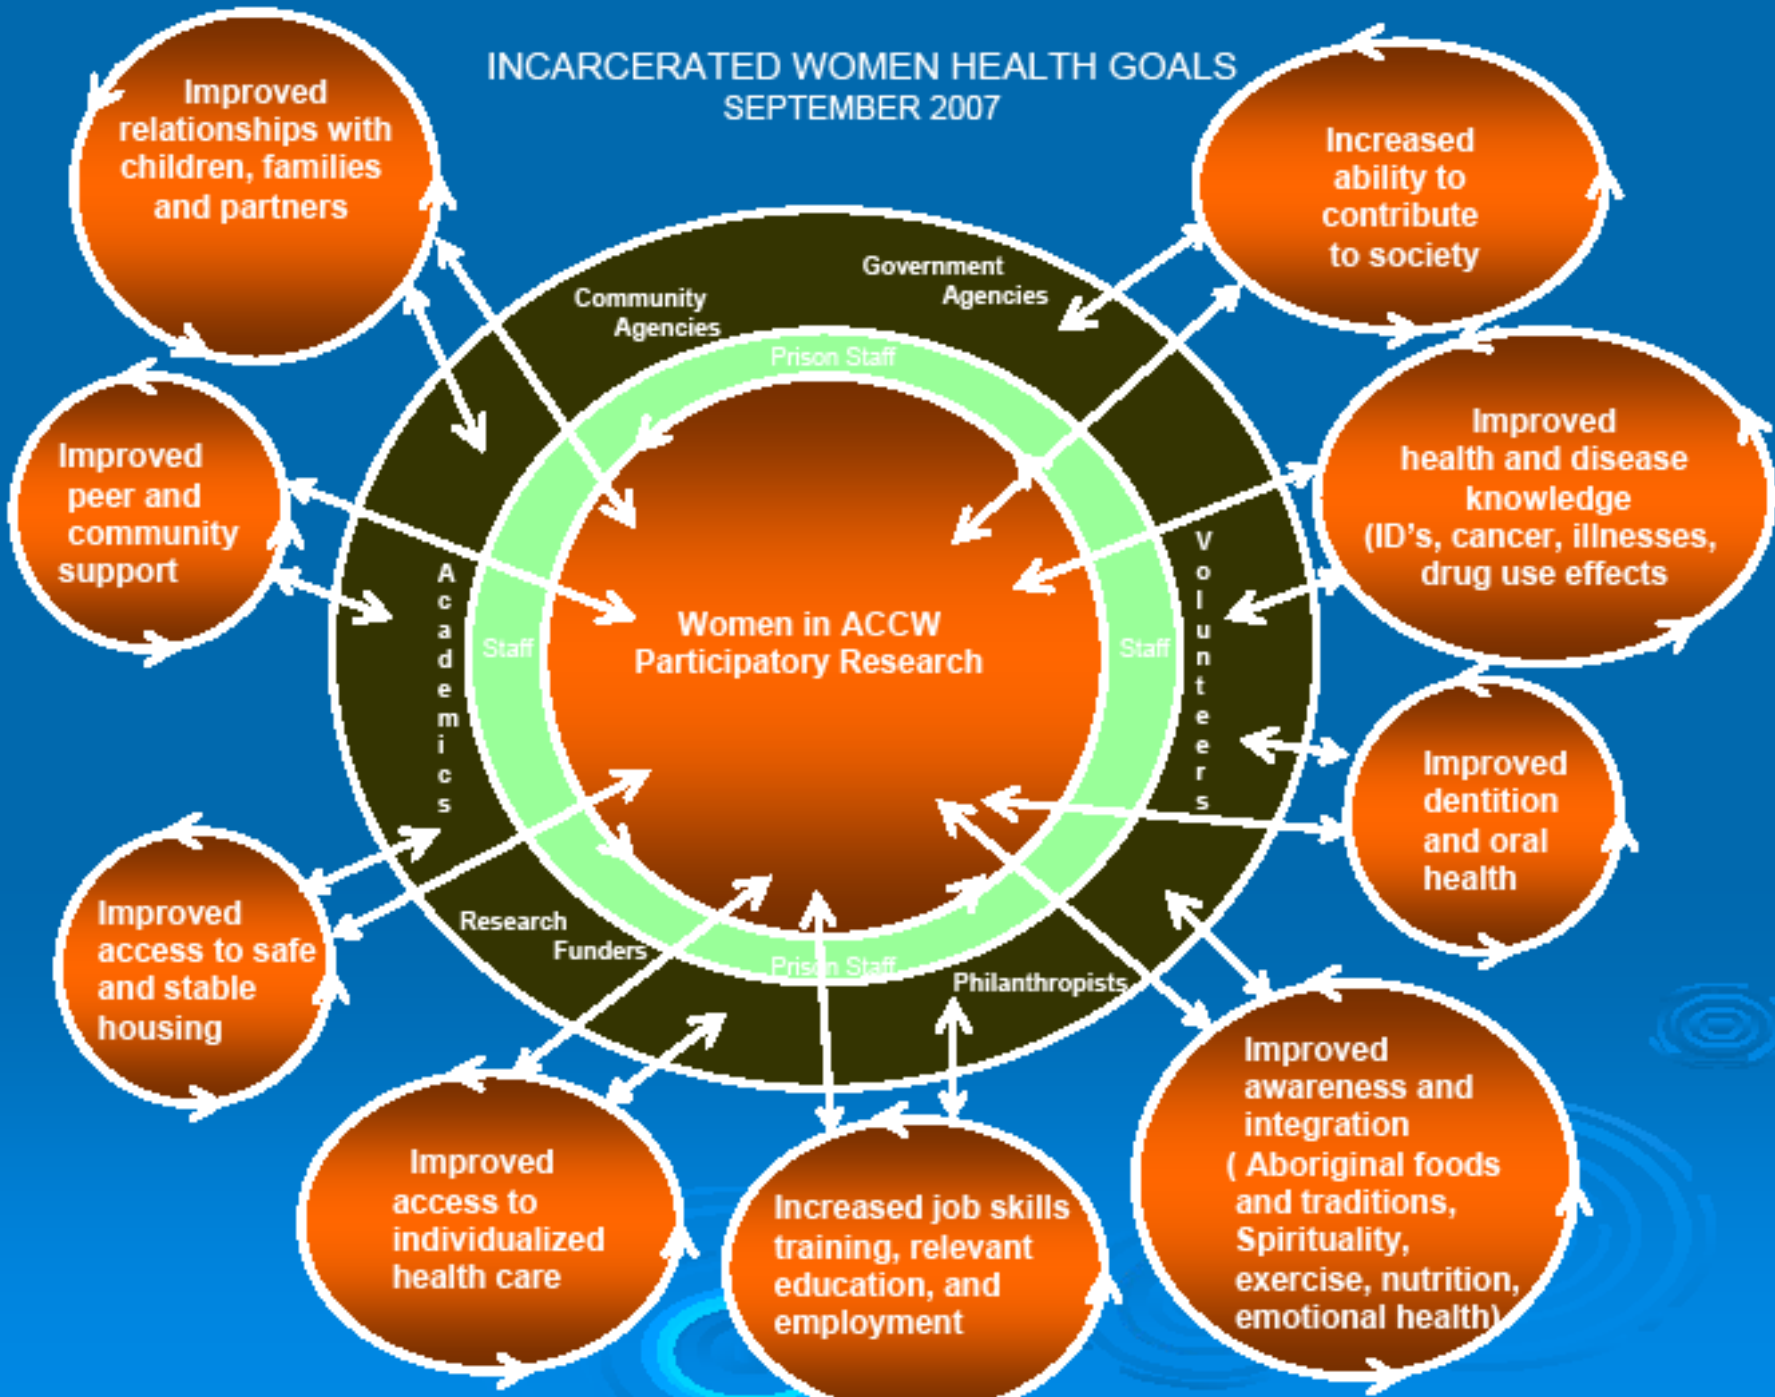 INCARCERATED WOMEN HEALTH GOALS
SEPTEMBER 2007
Improved
relationships with
children, families
and partners
Increased
ability to
contribute
to society
Government
Agencies
Community
Agencies
Prison Staff
Improved
peer and
community
support
Improved
health and disease
knowledge
(ID's, cancer, illnesses,
drug use effects
Academics
Staff
Women in ACCW
Participatory Research
Staff
Volunteers
Improved
dentition
and oral
health
Improved
access to safe
and stable
housing
Research
Funders
Prison Staff
Philanthropists
Improved
access to
individualized
health care
Increased job skills
training, relevant
education, and
employment
Improved
awareness and
integration
( Aboriginal foods
and traditions,
Spirituality,
exercise, nutrition,
emotional health)